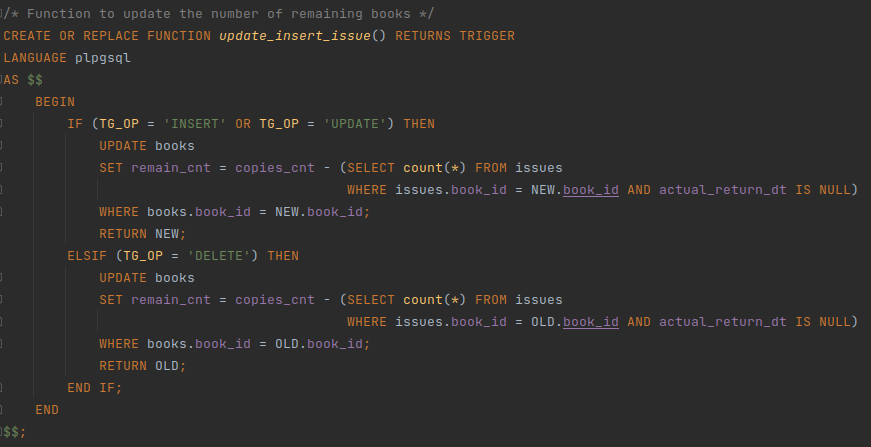 /* Function to update the number of remaining books */
CREATE OR REPLACE FUNCTION update_insert_issue() RETURNS TRIGGER
LANGUAGE plpgsql
AS $$
    BEGIN
        IF (TG_OP = 'INSERT' OR TG_OP = 'UPDATE') THEN
            UPDATE books
            SET remain_cnt = copies_cnt - (SELECT count(*) FROM issues
                                           WHERE issues.book_id = NEW.book_id AND actual_return_dt IS NULL)
            WHERE books.book_id = NEW.book_id;
            RETURN NEW;
        ELSIF (TG_OP = 'DELETE') THEN
            UPDATE books
            SET remain_cnt = copies_cnt - (SELECT count(*) FROM issues
                                           WHERE issues.book_id = OLD.book_id AND actual_return_dt IS NULL)
            WHERE books.book_id = OLD.book_id;
            RETURN OLD;
        END IF;
    END
$$;